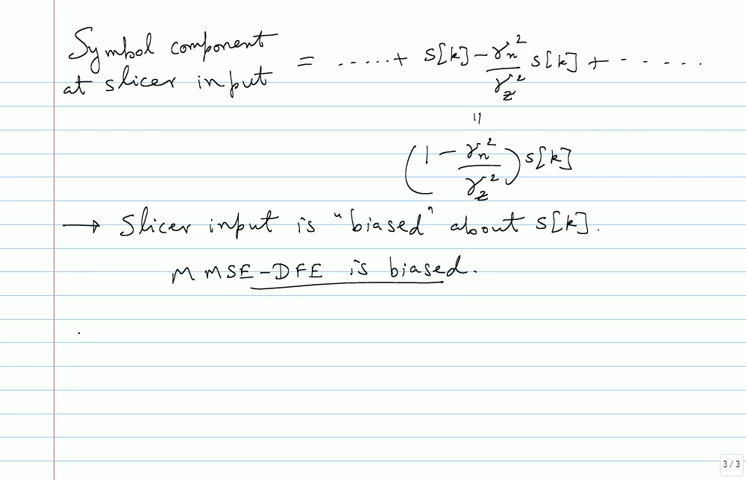 Symbol component at slicer input = .....+ s[k] - γn²/γz² s[k] + .....
=
(1 - γn²/γz²) s[k]
→ Slicer input is "biased" about s[k].
MMSE-DFE is biased.
3/3